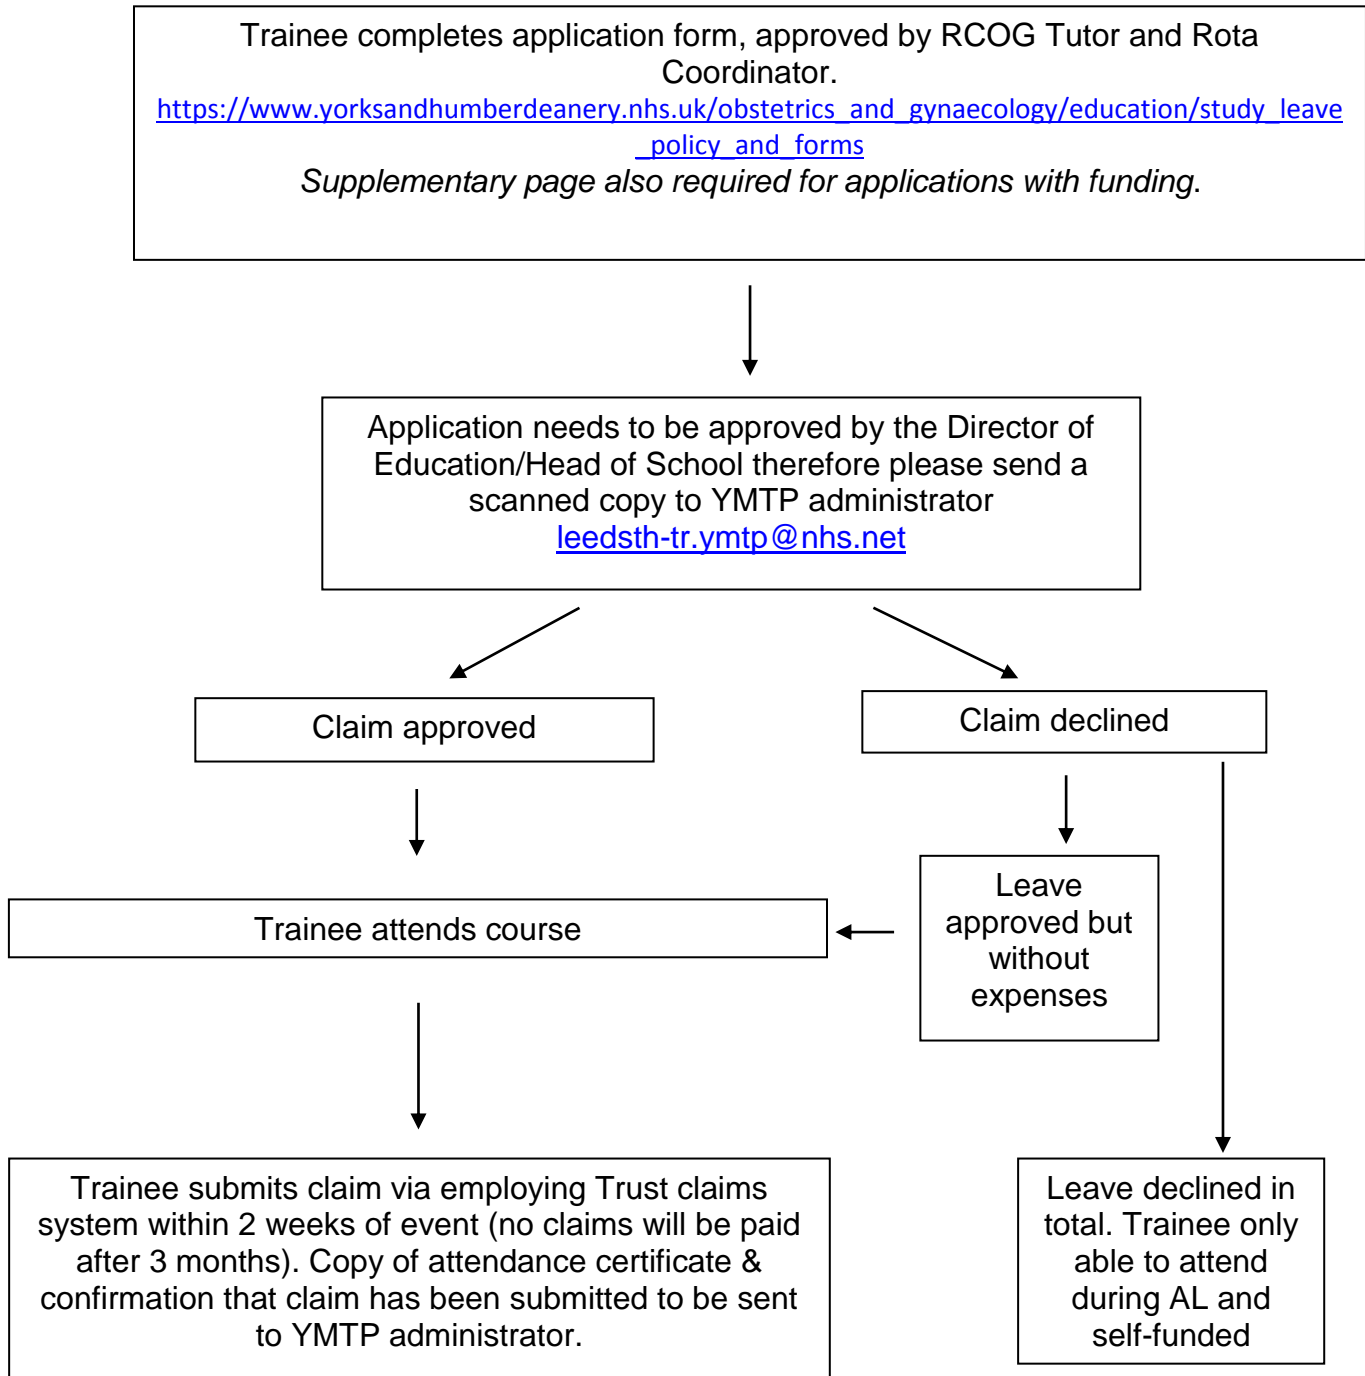 Trainee completes application form, approved by RCOG Tutor and Rota
Coordinator.
https://www.yorksandhumberdeanery.nhs.uk/obstetrics_and_gynaecology/education/study_leave
_policy_and_forms
Supplementary page also required for applications with funding.
Application needs to be approved by the Director of
Education/Head of School therefore please send a
scanned copy to YMTP administrator
leedsth-tr.ymtp@nhs.net
Claim approved
Claim declined
Leave
approved but
without
expenses
Trainee attends course
Trainee submits claim via employing Trust claims
system within 2 weeks of event (no claims will be paid
after 3 months). Copy of attendance certificate &
confirmation that claim has been submitted to be sent
to YMTP administrator.
Leave declined in
total. Trainee only
able to attend
during AL and
self-funded